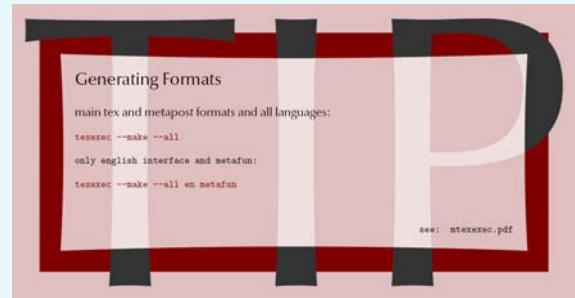 TIP
Generating Formats
main tex and metapost formats and all languages:
texexec --make --all
only english interface and metafun:
texexec --make --all en metafun
see: mtexexec.pdf